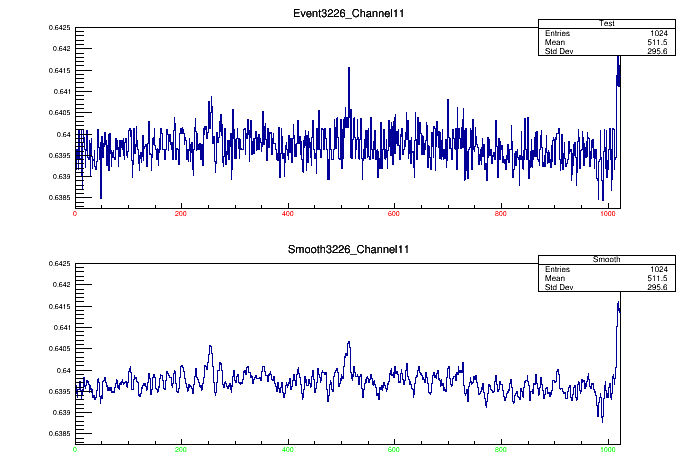 Event3226_Channel11
Test
Entries 1024
Mean 511.5
Std Dev 295.6
0.6425
0.642
0.6415
0.641
0.6405
0.64
0.6395
0.639
0.6385
0 200 400 600 800 1000
Smooth3226_Channel11
Smooth
Entries 1024
Mean 511.5
Std Dev 295.6
0.6425
0.642
0.6415
0.641
0.6405
0.64
0.6395
0.639
0.6385
0 200 400 600 800 1000